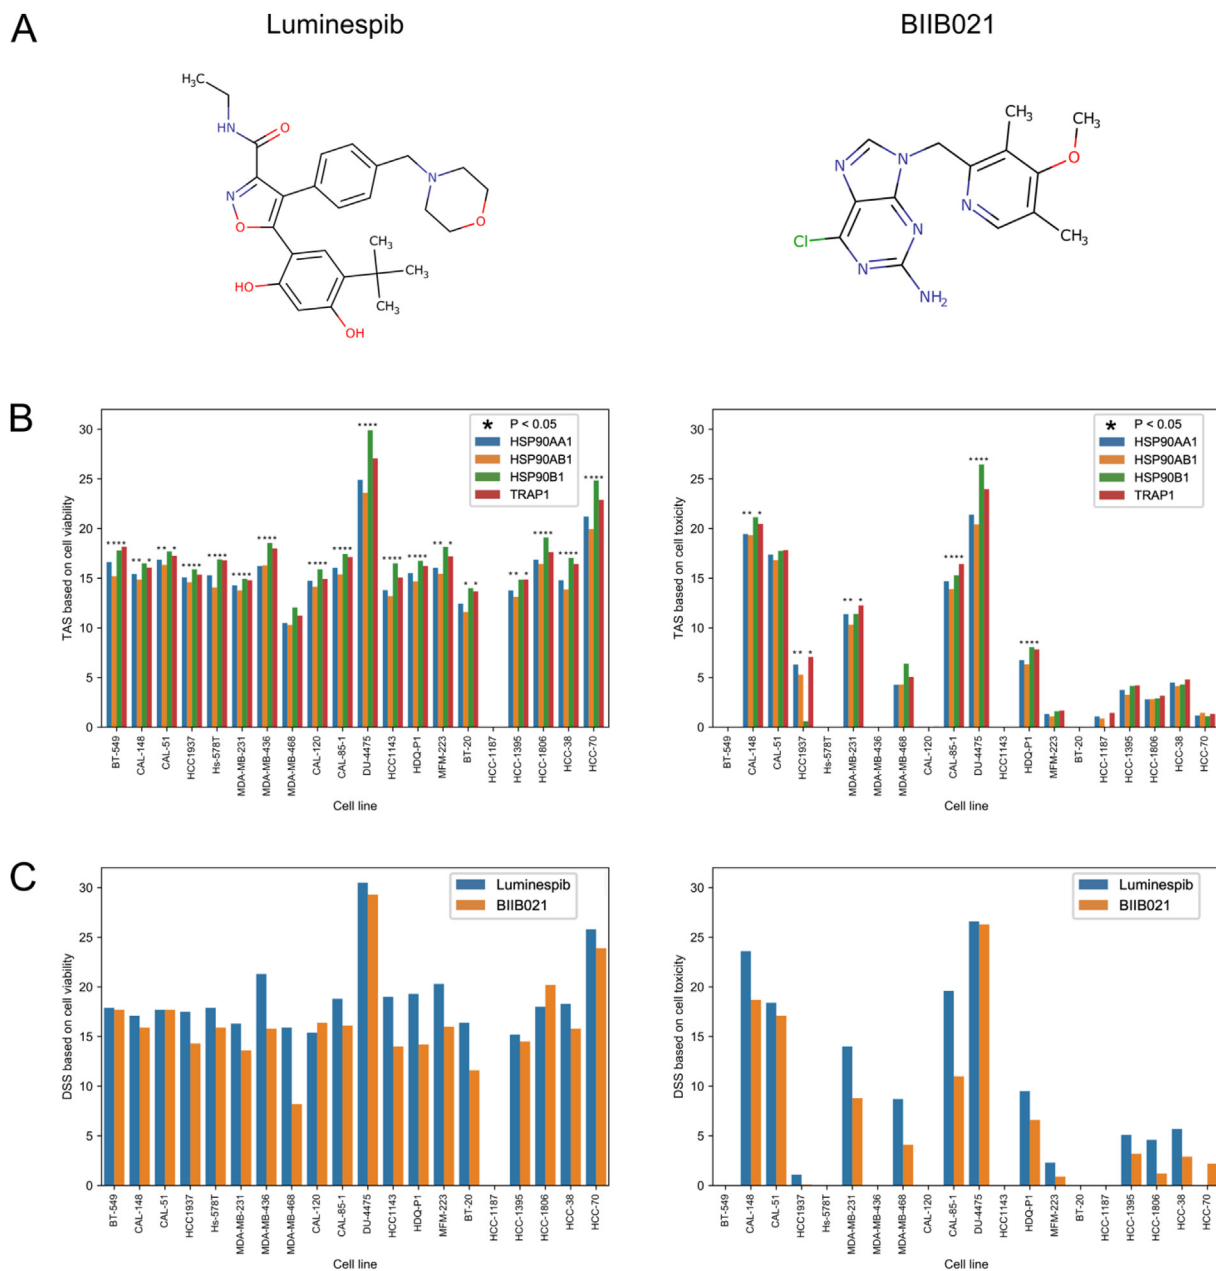 A
Luminespib
BIIB021
H₃C
HN
O
N
O
N
O
HO
OH
CH₃
CH₃
H₃C
N
N
N
N
NH₂
Cl
N
CH₃
CH₃
O
CH₃
B
TAS based on cell viability
30
25
20
15
10
5
0
* P < 0.05
HSP90AA1
HSP90AB1
HSP90B1
TRAP1
**** ** * ** * **** **** **** **** **** **** **** **** **** **** * * ** * **** **** ****
BT-549 CAL-148 CAL-51 HCC1937 Hs-578T MDA-MB-231 MDA-MB-436 MDA-MB-468 CAL-120 CAL-85-1 DU-4475 HCC1143 HDQ-P1 MFM-223 BT-20 HCC-1187 HCC-1395 HCC-1806 HCC-38 HCC-70
Cell line
TAS based on cell toxicity
30
25
20
15
10
5
0
* P < 0.05
HSP90AA1
HSP90AB1
HSP90B1
TRAP1
** * ** * ** * **** **** ****
BT-549 CAL-148 CAL-51 HCC1937 Hs-578T MDA-MB-231 MDA-MB-436 MDA-MB-468 CAL-120 CAL-85-1 DU-4475 HCC1143 HDQ-P1 MFM-223 BT-20 HCC-1187 HCC-1395 HCC-1806 HCC-38 HCC-70
Cell line
C
DSS based on cell viability
30
25
20
15
10
5
0
Luminespib
BIIB021
BT-549 CAL-148 CAL-51 HCC1937 Hs-578T MDA-MB-231 MDA-MB-436 MDA-MB-468 CAL-120 CAL-85-1 DU-4475 HCC1143 HDQ-P1 MFM-223 BT-20 HCC-1187 HCC-1395 HCC-1806 HCC-38 HCC-70
Cell line
DSS based on cell toxicity
30
25
20
15
10
5
0
Luminespib
BIIB021
BT-549 CAL-148 CAL-51 HCC1937 Hs-578T MDA-MB-231 MDA-MB-436 MDA-MB-468 CAL-120 CAL-85-1 DU-4475 HCC1143 HDQ-P1 MFM-223 BT-20 HCC-1187 HCC-1395 HCC-1806 HCC-38 HCC-70
Cell line